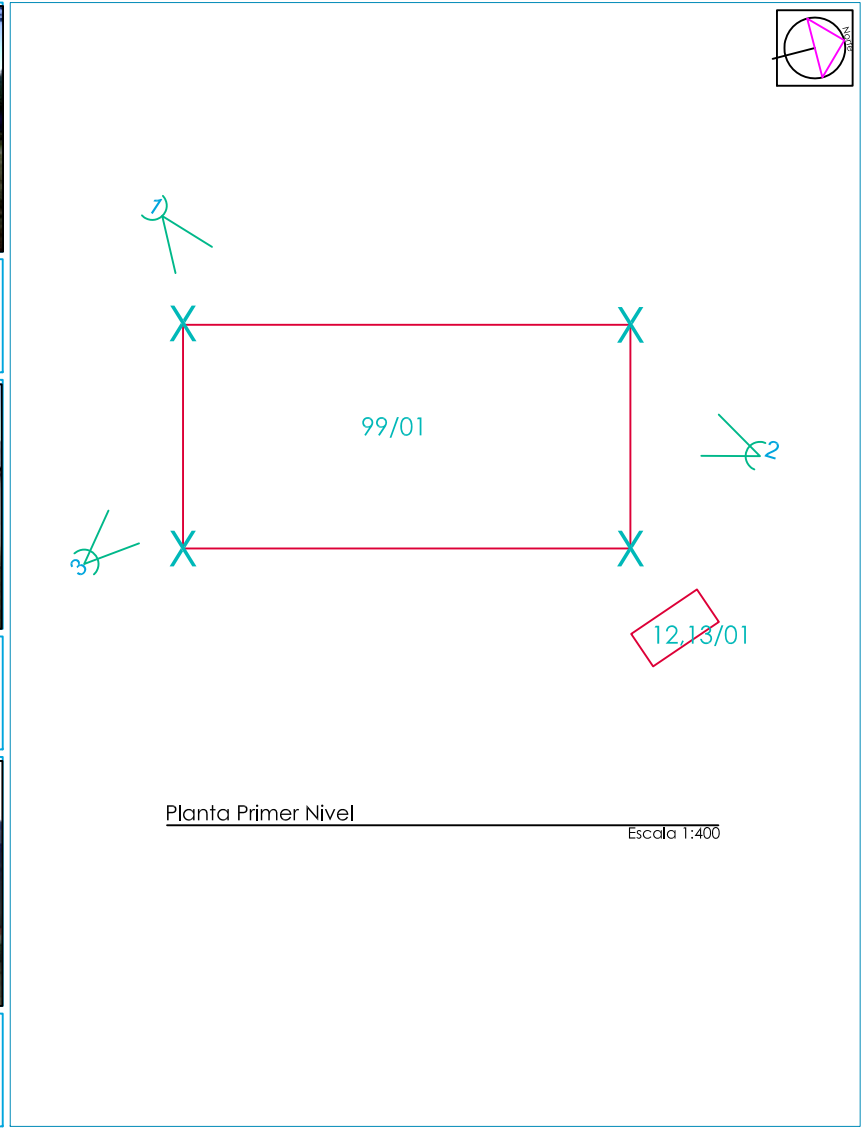 Norte
1
X X
99/01
2
3
X X
12,13/01
Planta Primer Nivel
Escala 1:400